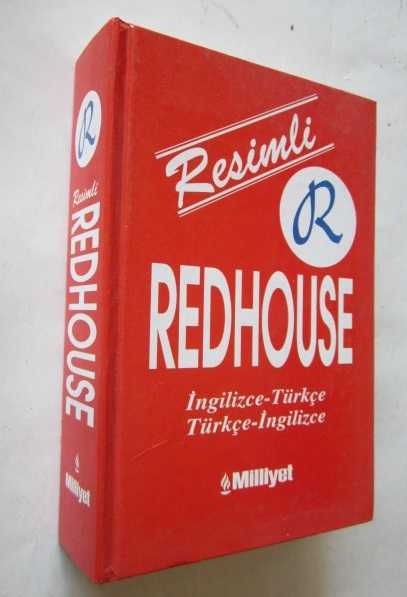 R
Resimli
REDHOUSE
Milliyet
Resimli
R
REDHOUSE
İngilizce-Türkçe
Türkçe-İngilizce
Milliyet